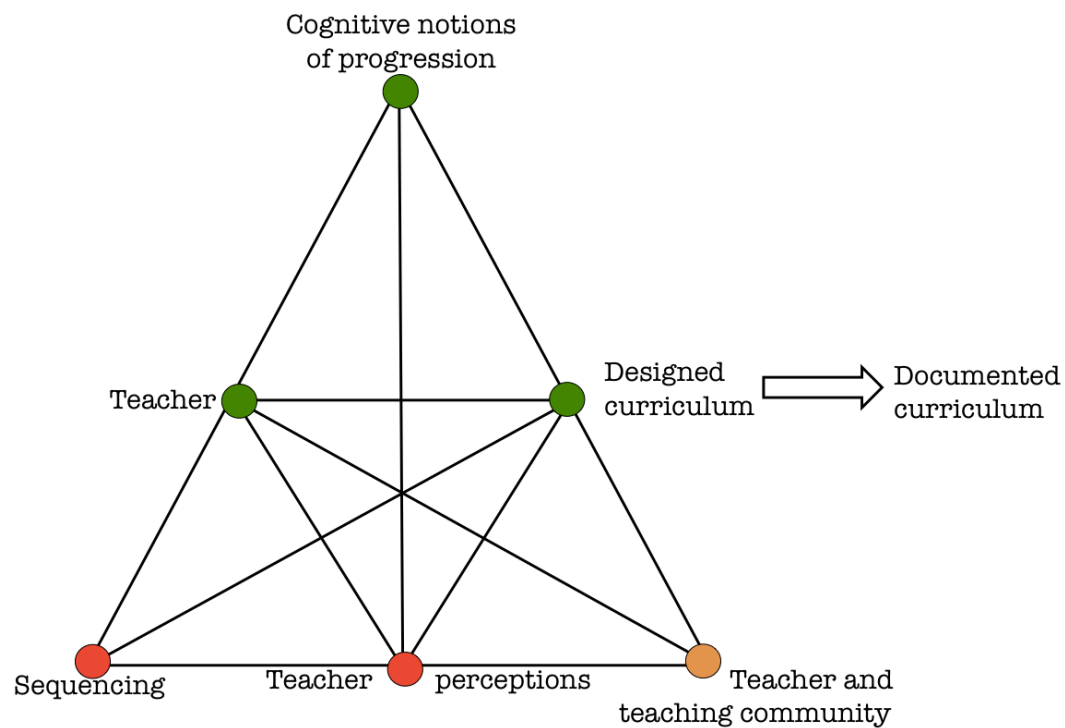 Cognitive notions
of progression
Teacher
Designed
curriculum
Documented
curriculum
Sequencing
Teacher perceptions
Teacher and
teaching community